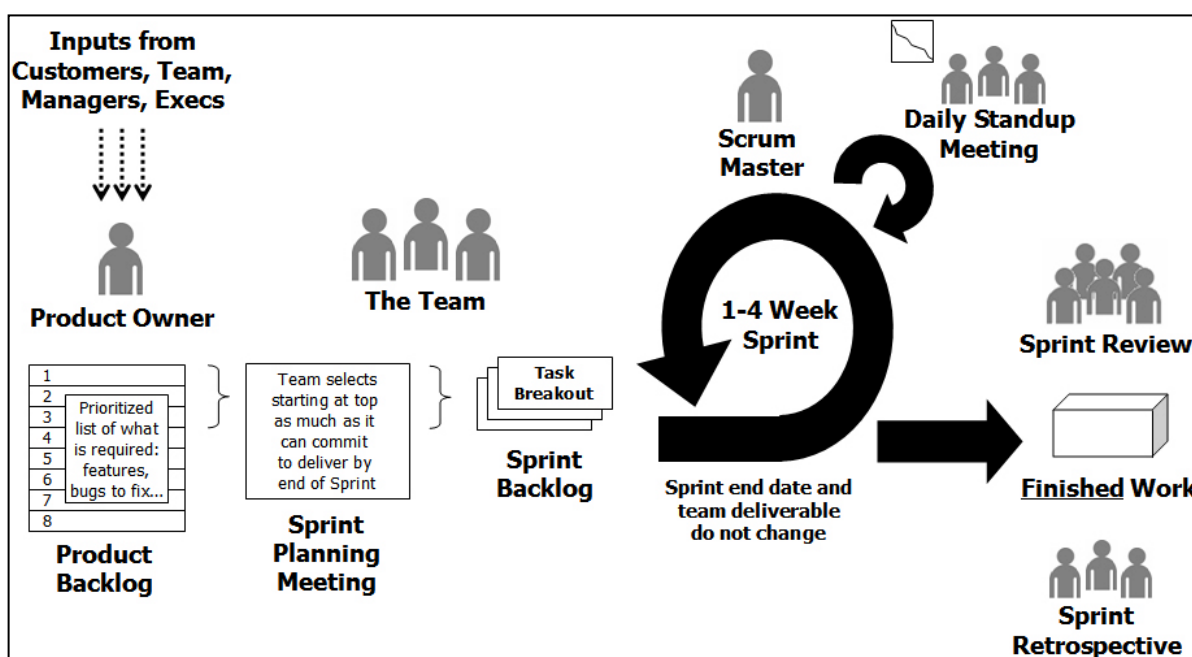 Inputs from
Customers, Team,
Managers, Execs
Product Owner
The Team
Scrum
Master
Daily Standup
Meeting
1-4 Week
Sprint
Sprint Review
1
2
3
4
5
6
7
8
Prioritized
list of what
is required:
features,
bugs to fix...
Product
Backlog
Team selects
starting at top
as much as it
can commit
to deliver by
end of Sprint
Sprint
Planning
Meeting
Task
Breakout
Sprint
Backlog
Sprint end date and
team deliverable
do not change
Finished Work
Sprint
Retrospective